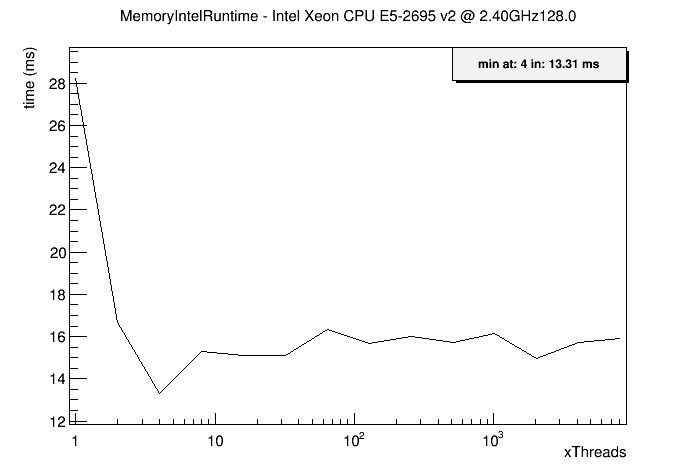 MemoryIntelRuntime - Intel Xeon CPU E5-2695 v2 @ 2.40GHz128.0
time (ms)
min at: 4 in: 13.31 ms
28
26
24
22
20
18
16
14
12
1 10 10² 10³
xThreads